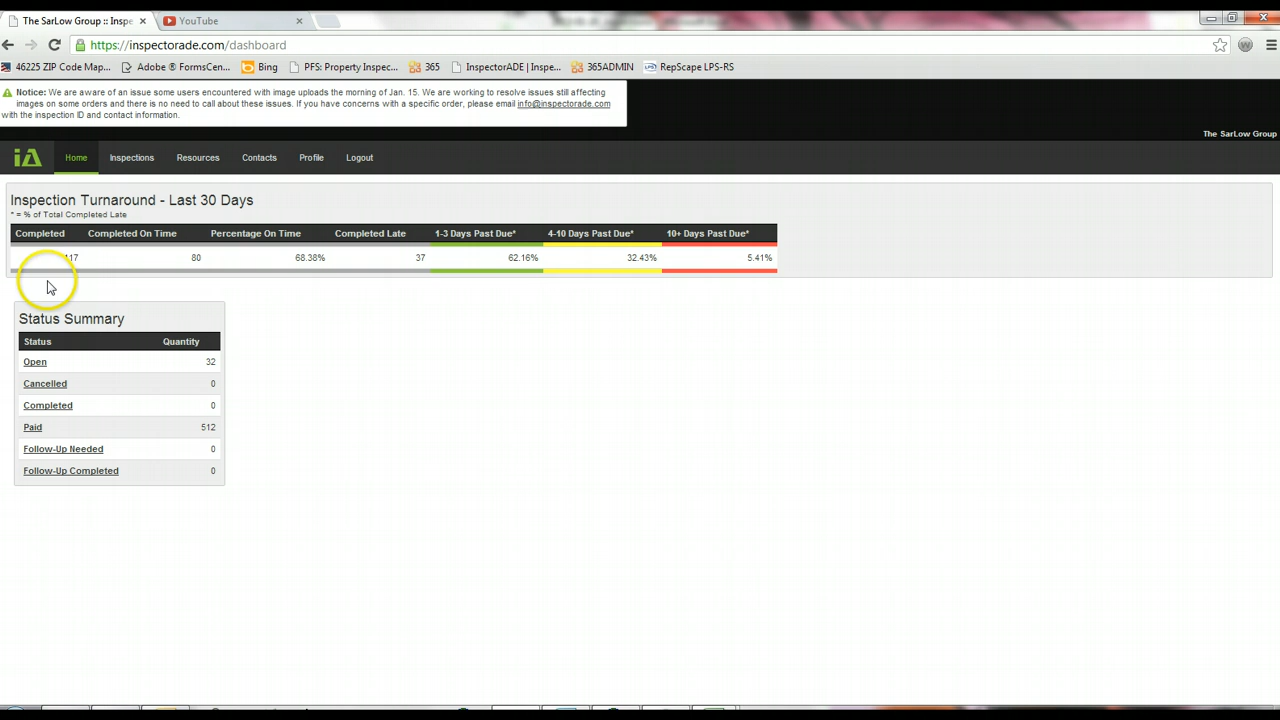 The SarLow Group :: Inspe
YouTube
https://inspectorade.com/dashboard
46225 ZIP Code Map... Adobe ® FormsCen... Bing PFS: Property Inspec... 365 InspectorADE | Inspe... 365ADMIN RepScape LPS-RS
Notice: We are aware of an issue some users encountered with image uploads the morning of Jan. 15. We are working to resolve issues still affecting
images on some orders and there is no need to call about these issues. If you have concerns with a specific order, please email info@inspectorade.com
with the inspection ID and contact information.
The SarLow Group
iA Home Inspections Resources Contacts Profile Logout
Inspection Turnaround - Last 30 Days
* = % of Total Completed Late
Completed Completed On Time Percentage On Time Completed Late 1-3 Days Past Due* 4-10 Days Past Due* 10+ Days Past Due*
117 80 68.38% 37 62.16% 32.43% 5.41%
Status Summary
Status Quantity
Open 32
Cancelled 0
Completed 0
Paid 512
Follow-Up Needed 0
Follow-Up Completed 0